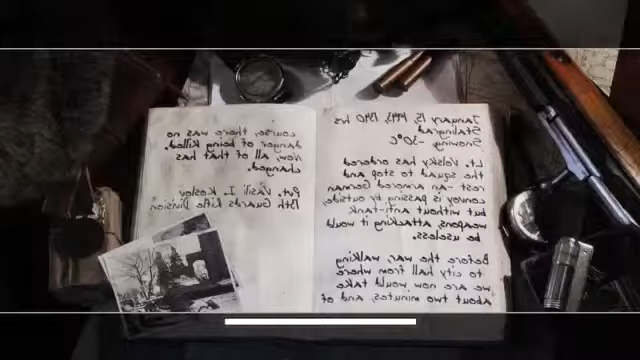 January 15, 1943, 1340 hrs
Stalingrad
Snowing, -30°C
Lt. Volsky has ordered
the squad to stop and
rest -an armored German
convoy is passing by outside,
but without anti-tank
weapons, attacking it would
be useless.
Before the war, walking
to city hall from where
we are now would take
about two minutes, and, of
course, there was no
danger of being killed.
Now, all of that has
changed.
Pvt. Vasili I. Koslov
13th Guards Rifle Division